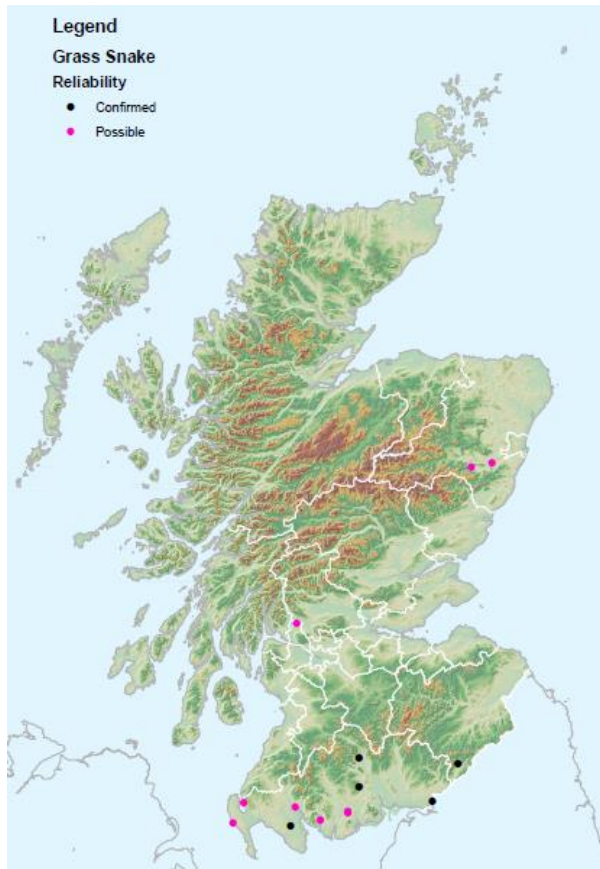 Legend
Grass Snake
Reliability
Confirmed
Possible